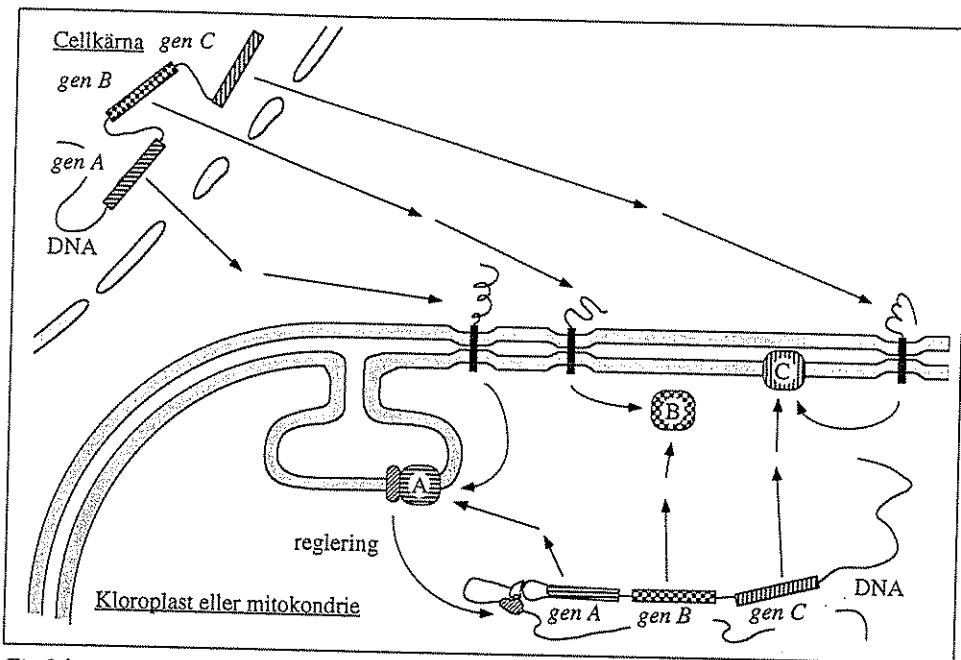 Cellkärna gen C
gen B
gen A
DNA
C
B
A
reglering
DNA
Kloroplast eller mitokondrie
gen A gen B gen C